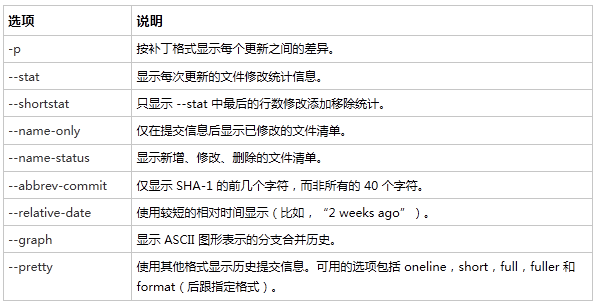 选项 说明
-p 按补丁格式显示每个更新之间的差异。
--stat 显示每次更新的文件修改统计信息。
--shortstat 只显示 --stat 中最后的行数修改添加移除统计。
--name-only 仅在提交信息后显示已修改的文件清单。
--name-status 显示新增、修改、删除的文件清单。
--abbrev-commit 仅显示 SHA-1 的前几个字符，而非所有的 40 个字符。
--relative-date 使用较短的相对时间显示（比如，“2 weeks ago”）。
--graph 显示 ASCII 图形表示的分支合并历史。
--pretty 使用其他格式显示历史提交信息。可用的选项包括 oneline，short，full，fuller 和
format（后跟指定格式）。